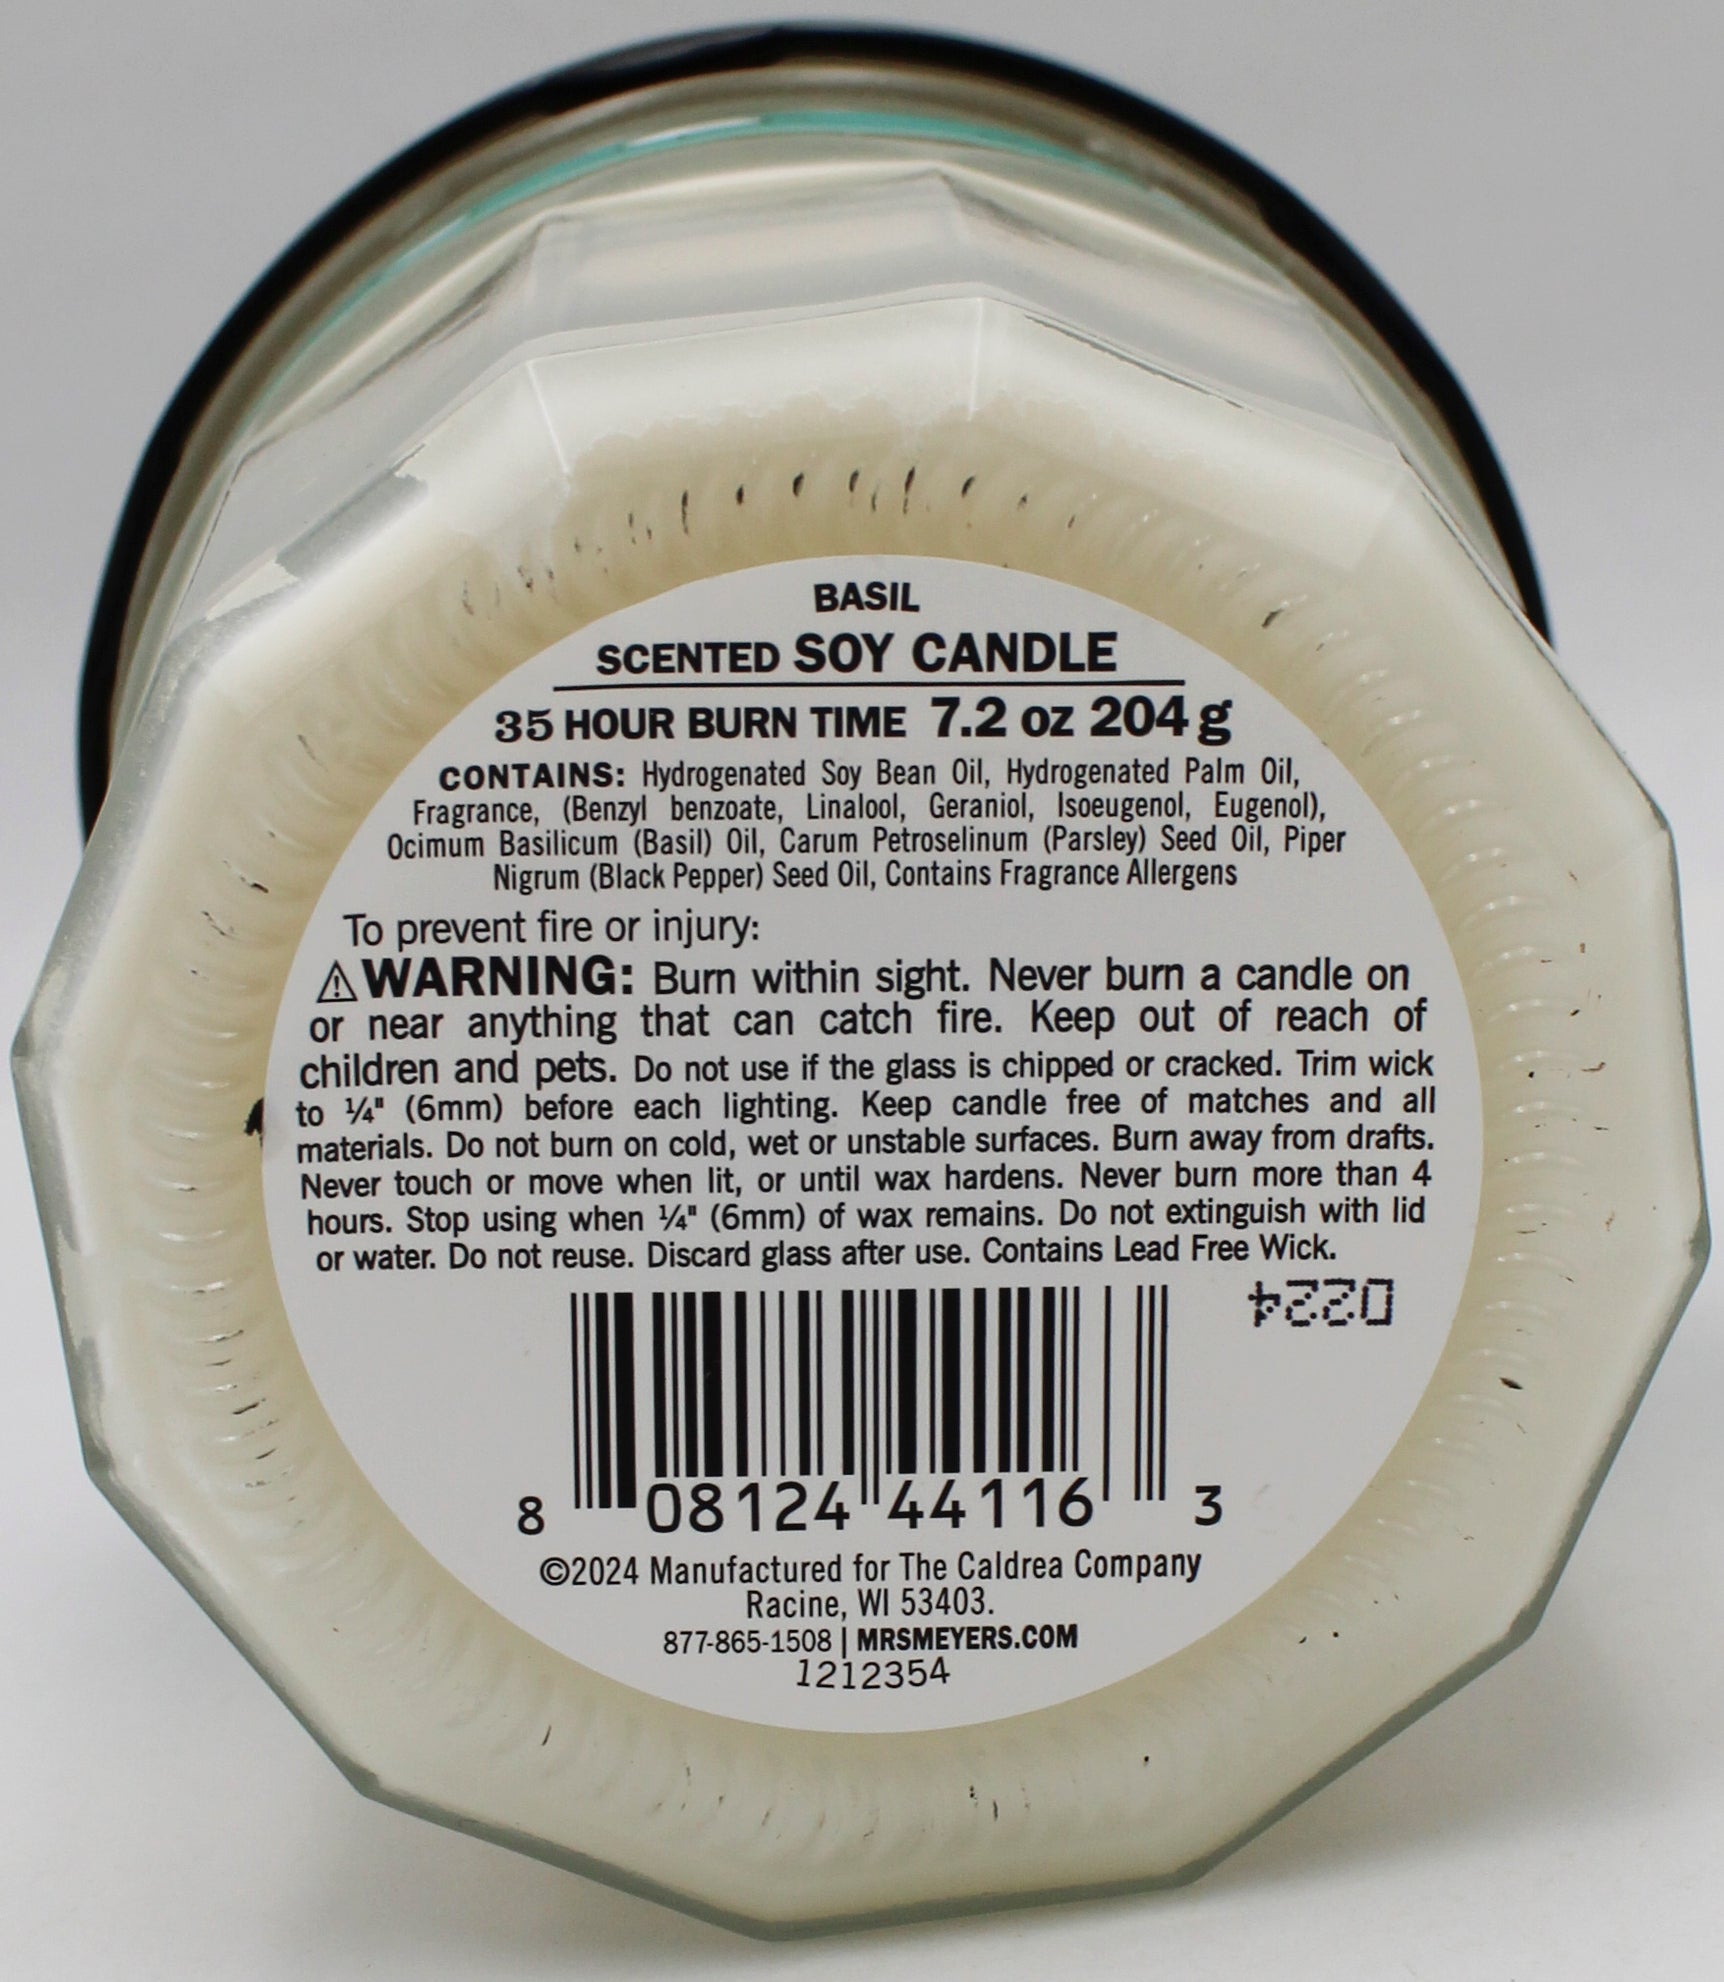 BASIL
SCENTED SOY CANDLE
35 HOUR BURN TIME 7.2 oz 204 g
CONTAINS: Hydrogenated Soy Bean Oil, Hydrogenated Palm Oil,
Fragrance, (Benzyl benzoate, Linalool, Geraniol, Isoeugenol, Eugenol),
Ocimum Basilicum (Basil) Oil, Carum Petroselinum (Parsley) Seed Oil, Piper
Nigrum (Black Pepper) Seed Oil, Contains Fragrance Allergens
To prevent fire or injury:
⚠WARNING: Burn within sight. Never burn a candle on
or near anything that can catch fire. Keep out of reach of
children and pets. Do not use if the glass is chipped or cracked. Trim wick
to ¼" (6mm) before each lighting. Keep candle free of matches and all
materials. Do not burn on cold, wet or unstable surfaces. Burn away from drafts.
Never touch or move when lit, or until wax hardens. Never burn more than 4
hours. Stop using when ¼" (6mm) of wax remains. Do not extinguish with lid
or water. Do not reuse. Discard glass after use. Contains Lead Free Wick.
0224
8 08124 44116 3
©2024 Manufactured for The Caldrea Company
Racine, WI 53403.
877-865-1508 | MRSMEYERS.COM
1212354